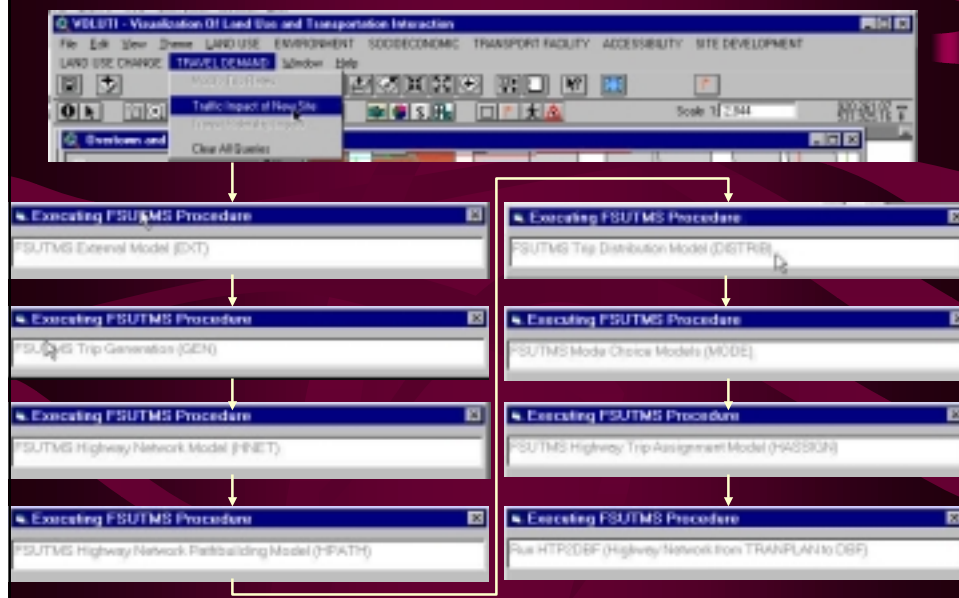 VOLUTI - Visualization Of Land Use and Transportation Interaction
File Edit View Theme LAND USE ENVIRONMENT SOCIOECONOMIC TRANSPORT FACILITY ACCESSIBILITY SITE DEVELOPMENT
LAND USE CHANGE TRAVEL DEMAND Window Help
Traffic Impact of New Site
Scale 1: 2,844
Overtown and
Clear All Queries
Executing FSUTMS Procedure
FSUTMS External Model (EXT)
Executing FSUTMS Procedure
FSUTMS Trip Generation (GEN)
Executing FSUTMS Procedure
FSUTMS Highway Network Model (HNET)
Executing FSUTMS Procedure
FSUTMS Highway Network Pathbuilding Model (HPATH)
Executing FSUTMS Procedure
FSUTMS Trip Distribution Model (DISTRIB)
Executing FSUTMS Procedure
FSUTMS Mode Choice Models (MODE)
Executing FSUTMS Procedure
FSUTMS Highway Trip Assignment Model (HASSIGN)
Executing FSUTMS Procedure
Run HTP2DBF (Highway Network from TRANPLAN to DBF)